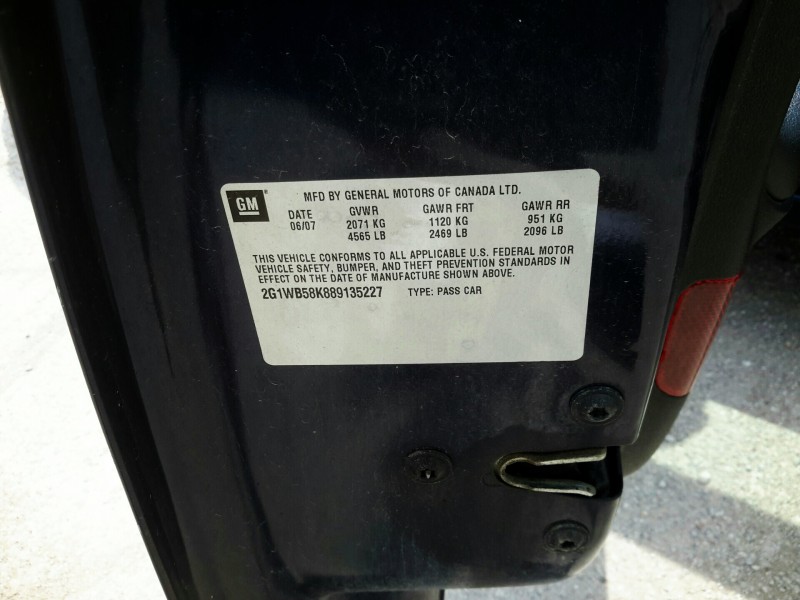 GM MFD BY GENERAL MOTORS OF CANADA LTD.
DATE GVWR GAWR FRT GAWR RR
06/07 2071 KG 1120 KG 951 KG
4565 LB 2469 LB 2096 LB
THIS VEHICLE CONFORMS TO ALL APPLICABLE U.S. FEDERAL MOTOR
VEHICLE SAFETY, BUMPER, AND THEFT PREVENTION STANDARDS IN
EFFECT ON THE DATE OF MANUFACTURE SHOWN ABOVE.
2G1WB58K889135227 TYPE: PASS CAR